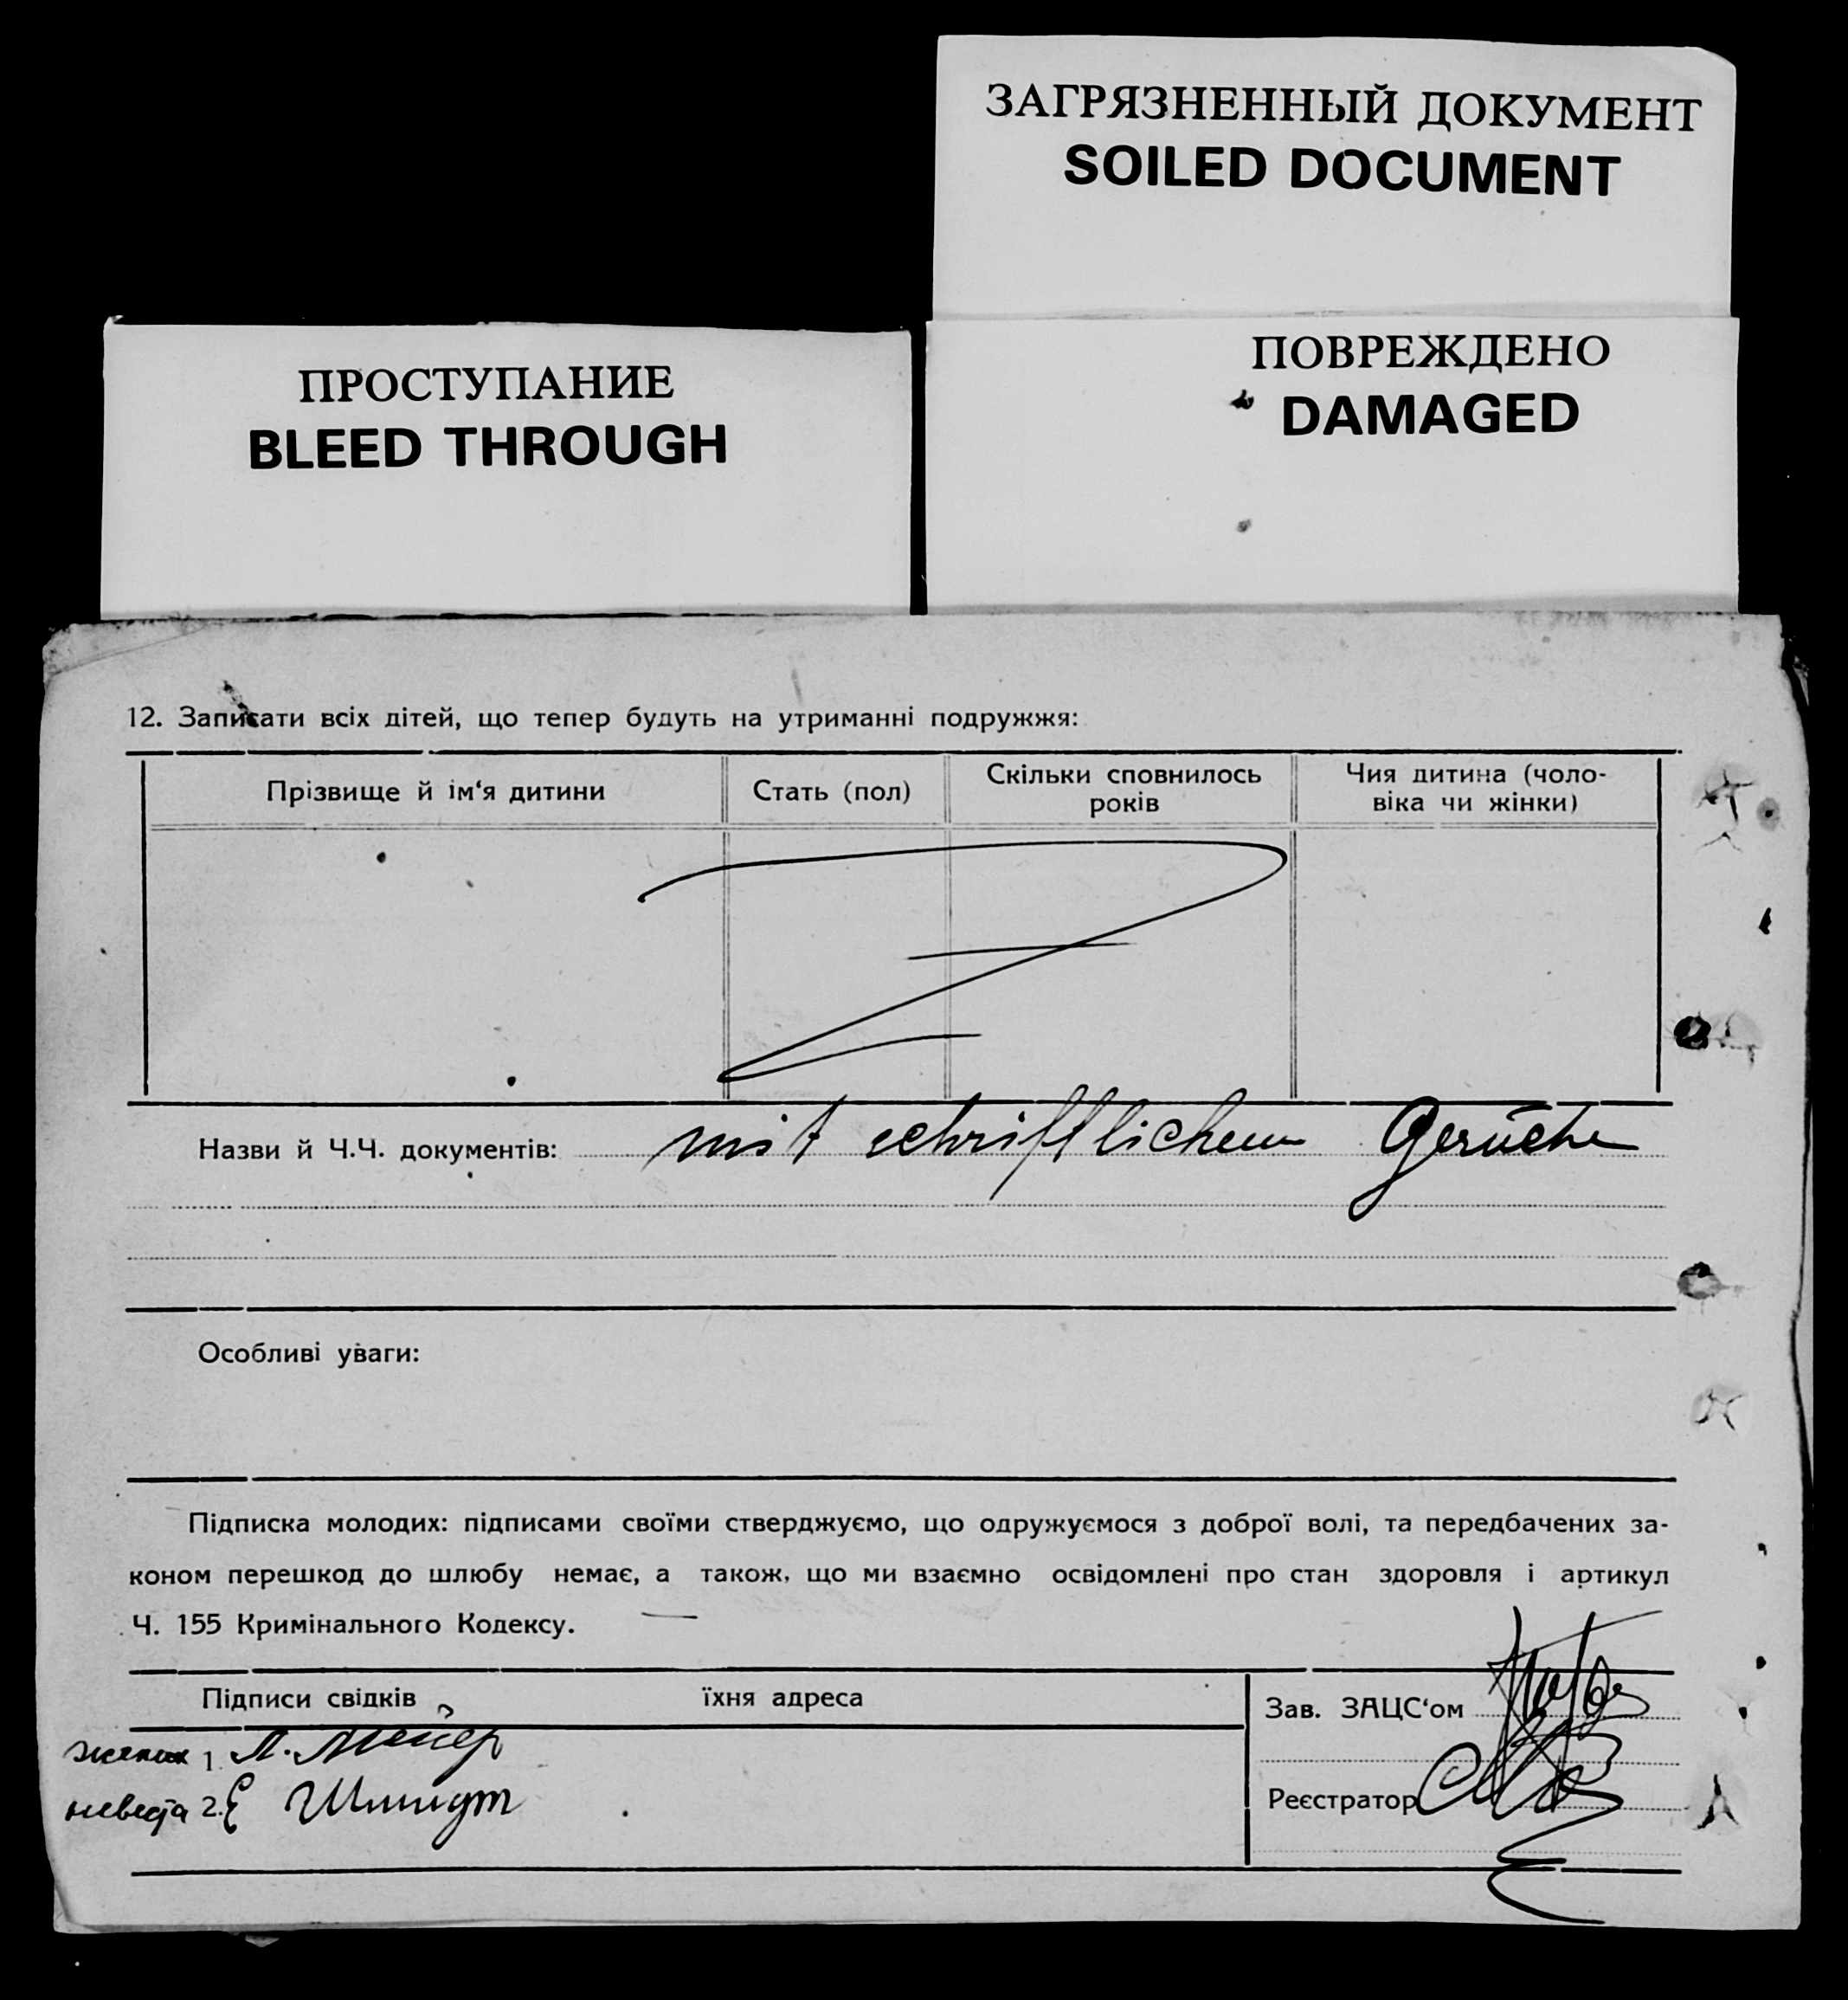 ЗАГРЯЗНЕННЫЙ ДОКУМЕНТ
SOILED DOCUMENT
ПРОСТУПАНИЕ
BLEED THROUGH
ПОВРЕЖДЕНО
DAMAGED
12. Записати всіх дітей, що тепер будуть на утриманні подружжя:
Прізвище й ім‘я дитини
Стать (пол)
Скільки сповнилось
років
Чия дитина (чоло-
віка чи жінки)
Назви й Ч.Ч. документів: mit schriftlichem Gesüche
Особливі уваги:
Підписка молодих: підписами своїми стверджуємо, що одружуємося з доброї волі, та передбачених за-
коном перешкод до шлюбу немає, а також, що ми взаємно освідомлені про стан здоровля і артикул
Ч. 155 Кримінального Кодексу.
Підписи свідків їхня адреса
жених 1. Л. Мейер
невеста 2. Е Шмидт
Зав. ЗАЦС‘ом
Реєстратор